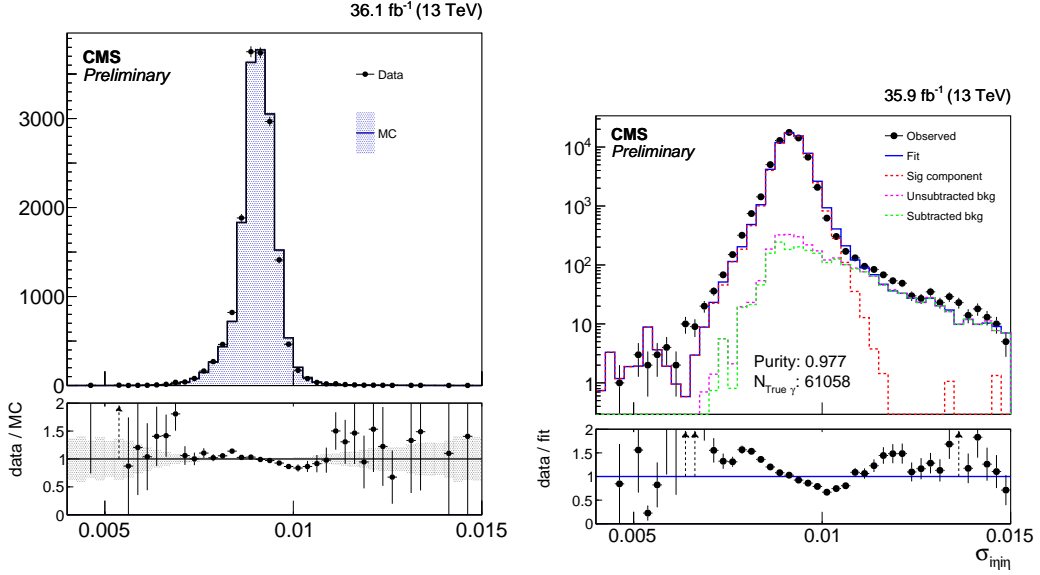 36.1 fb⁻¹ (13 TeV)
CMS
Preliminary
Data
MC
3000
2000
1000
0
2
1.5
1
0.5
0
data / MC
0.005
0.01
0.015
35.9 fb⁻¹ (13 TeV)
CMS
Preliminary
Observed
Fit
Sig component
Unsubtracted bkg
Subtracted bkg
10⁴
10³
10²
10
1
Purity: 0.977
N_True γ: 61058
2
1.5
1
0.5
0
data / fit
0.005
0.01
0.015
σ_iηiη